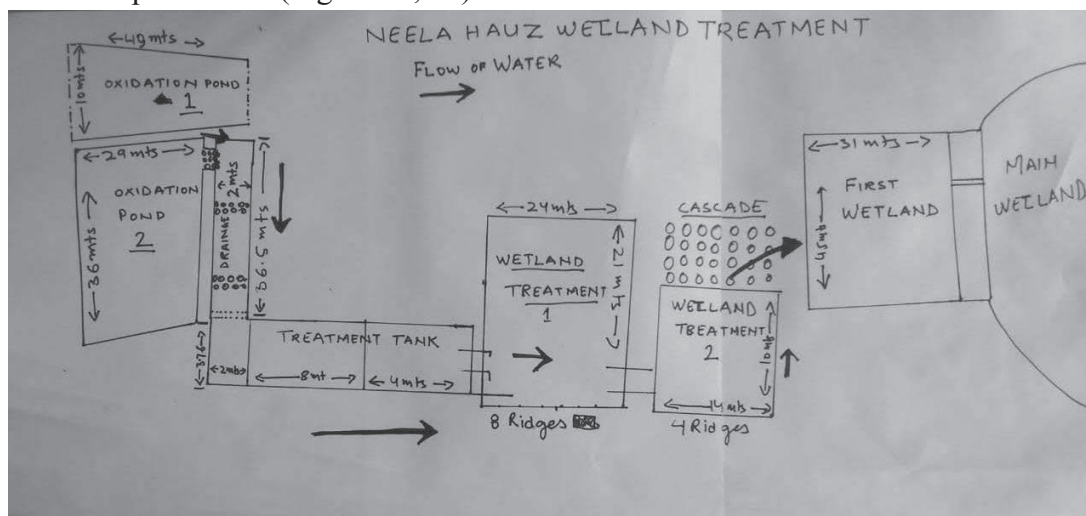 NEELA HAUZ WETLAND TREATMENT
FLOW OF WATER
49 mts
10 mts
OXIDATION POND
1
29 mts
36 mts
OXIDATION
POND
2
2 mts
DRAINAGE
36.5 mts
TREATMENT TANK
2 mts
8 mt
4 mts
24 mts
21 mts
WETLAND
TREATMENT
1
8 Ridges
CASCADE
WETLAND
TREATMENT
2
10 mts
14 mts
4 Ridges
31 mts
45 mts
FIRST
WETLAND
MAIN
WETLAND